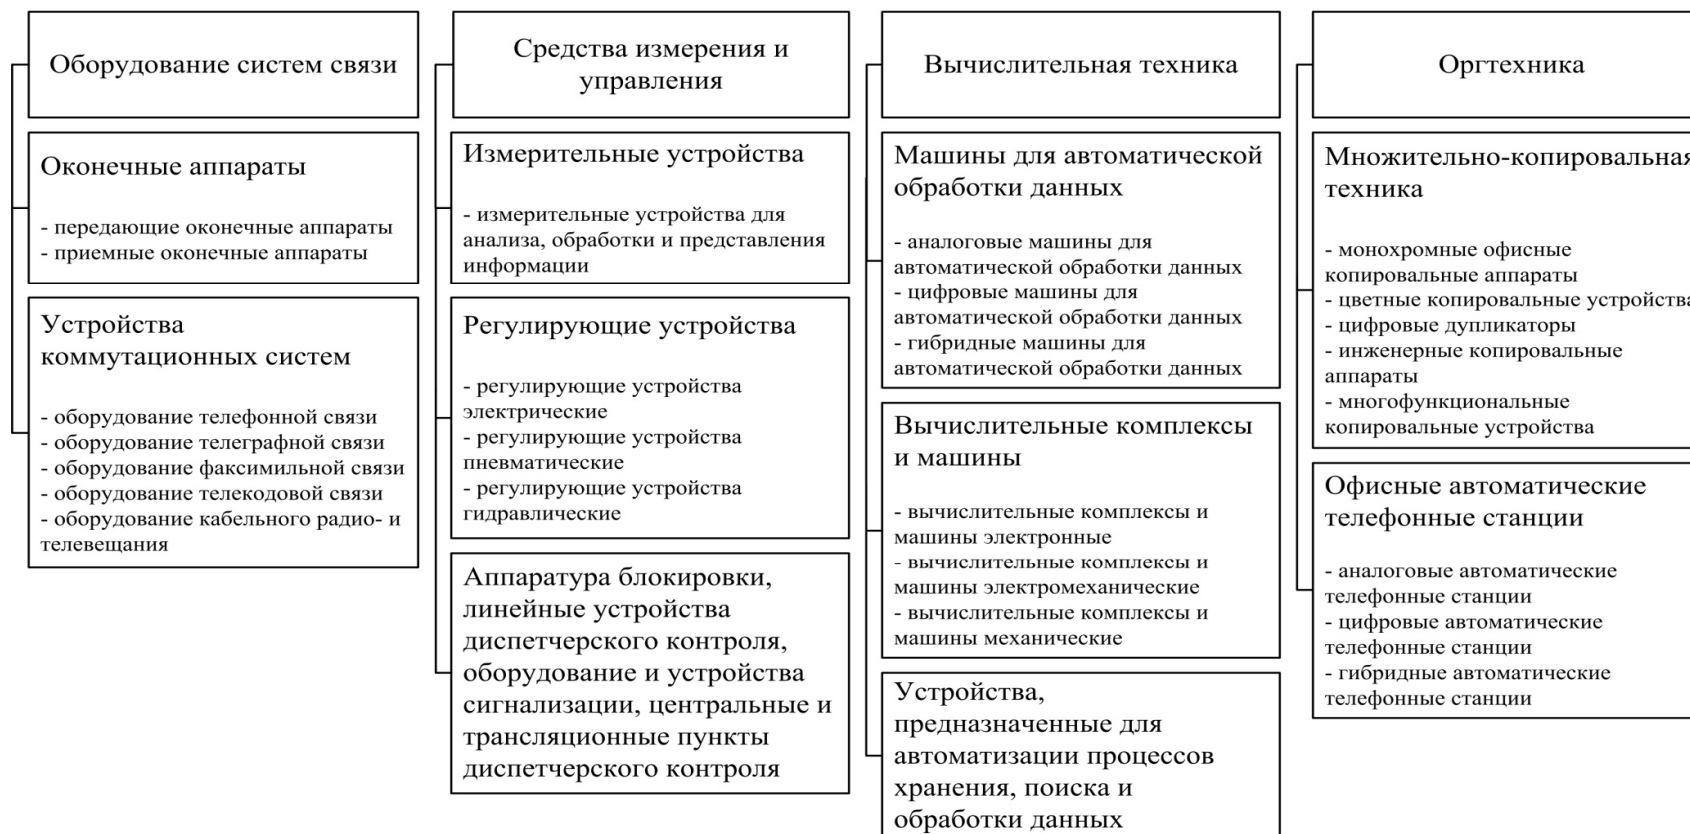 Оборудование систем связи
Оконечные аппараты
- передающие оконечные аппараты
- приемные оконечные аппараты
Устройства
коммутационных систем
- оборудование телефонной связи
- оборудование телеграфной связи
- оборудование факсимильной связи
- оборудование телекодовой связи
- оборудование кабельного радио- и
телевещания
Средства измерения и
управления
Измерительные устройства
- измерительные устройства для
анализа, обработки и представления
информации
Регулирующие устройства
- регулирующие устройства
электрические
- регулирующие устройства
пневматические
- регулирующие устройства
гидравлические
Аппаратура блокировки,
линейные устройства
диспетчерского контроля,
оборудование и устройства
сигнализации, центральные и
трансляционные пункты
диспетчерского контроля
Вычислительная техника
Машины для автоматической
обработки данных
- аналоговые машины для
автоматической обработки данных
- цифровые машины для
автоматической обработки данных
- гибридные машины для
автоматической обработки данных
Вычислительные комплексы
и машины
- вычислительные комплексы и
машины электронные
- вычислительные комплексы и
машины электромеханические
- вычислительные комплексы и
машины механические
Устройства,
предназначенные для
автоматизации процессов
хранения, поиска и
обработки данных
Оргтехника
Множительно-копировальная
техника
- монохромные офисные
копировальные аппараты
- цветные копировальные устройства
- цифровые дупликаторы
- инженерные копировальные
аппараты
- многофункциональные
копировальные устройства
Офисные автоматические
телефонные станции
- аналоговые автоматические
телефонные станции
- цифровые автоматические
телефонные станции
- гибридные автоматические
телефонные станции